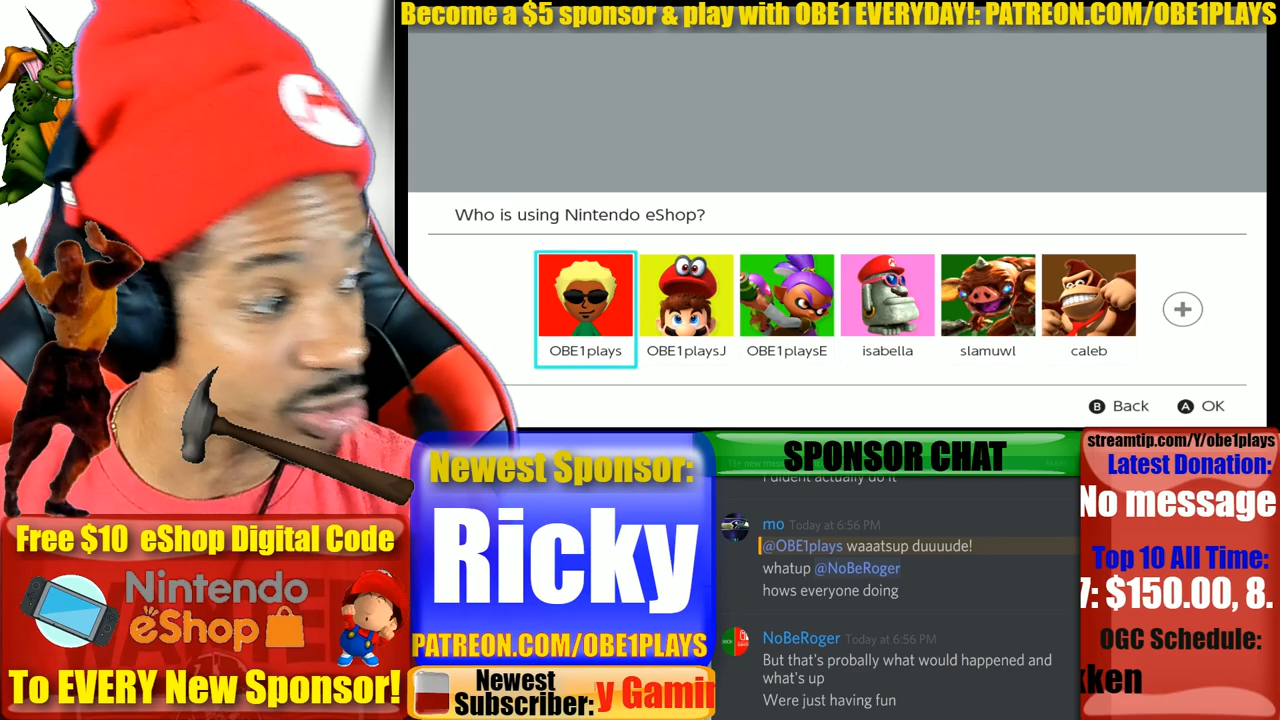 Become a $5 sponsor & play with OBE1 EVERYDAY!: PATREON.COM/OBE1PLAYS
Who is using Nintendo eShop?
OBE1plays
OBE1playsJ
OBE1playsE
isabella
slamuwl
caleb
B Back
A OK
Free $10 eShop Digital Code
Nintendo
eShop
To EVERY New Sponsor!
Newest Sponsor:
Ricky
PATREON.COM/OBE1PLAYS
Newest
Subscriber:
y Gamin
SPONSOR CHAT
I dident actually do it
mo Today at 6:56 PM
@OBE1plays waaatsup duuuude!
whatup @NoBeRoger
hows everyone doing
NoBeRoger Today at 6:56 PM
But that's probally what would happened and
what's up
Were just having fun
streamtip.com/Y/obe1plays
Latest Donation:
No message
Top 10 All Time:
7: $150.00, 8.
OGC Schedule:
kken